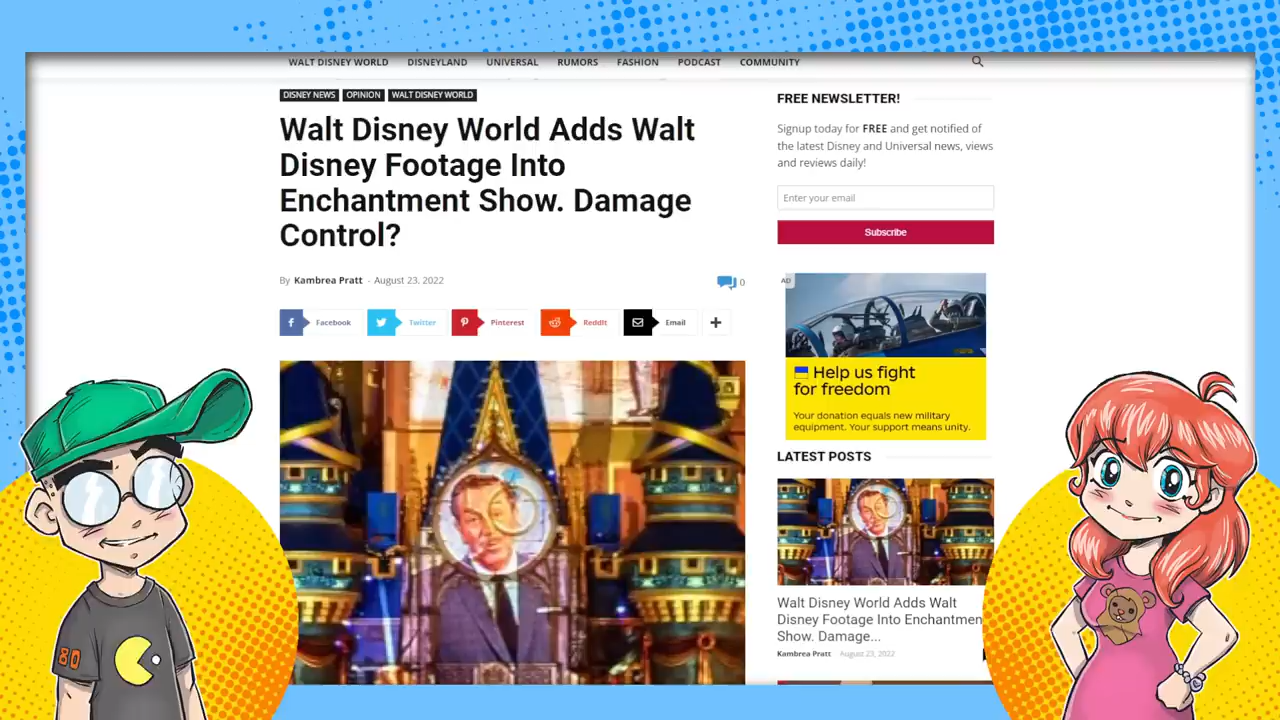 WALT DISNEY WORLD DISNEYLAND UNIVERSAL RUMORS FASHION PODCAST COMMUNITY
DISNEY NEWS OPINION WALT DISNEY WORLD
Walt Disney World Adds Walt
Disney Footage Into
Enchantment Show. Damage
Control?
By Kambrea Pratt - August 23, 2022
0
Facebook Twitter Pinterest ReddIt Email
FREE NEWSLETTER!
Signup today for FREE and get notified of
the latest Disney and Universal news, views
and reviews daily!
Enter your email
Subscribe
AD
Help us fight
for freedom
Your donation equals new military
equipment. Your support means unity.
LATEST POSTS
Walt Disney World Adds Walt
Disney Footage Into Enchantmen
Show. Damage...
Kambrea Pratt - August 23, 2022
80